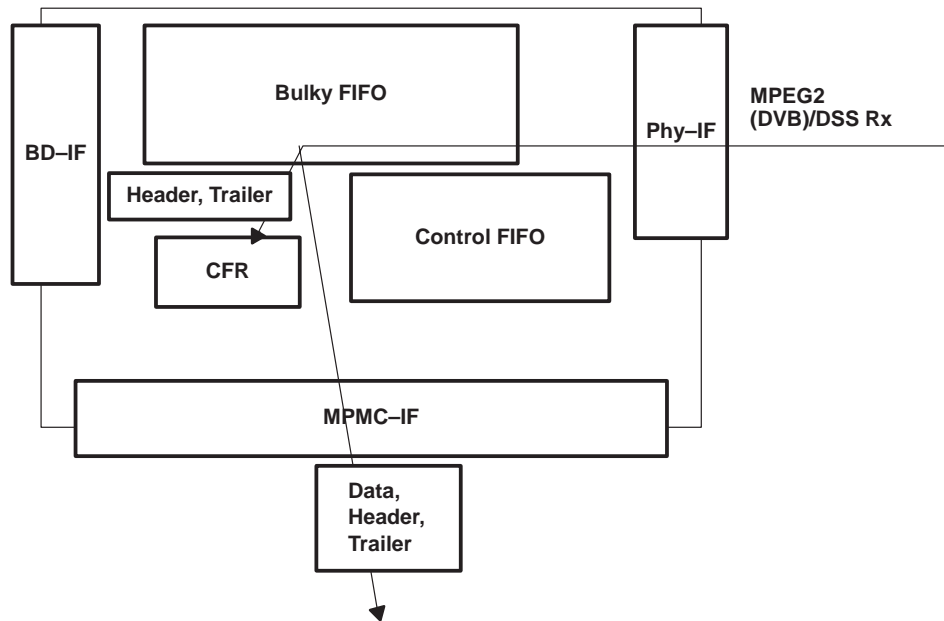 Bulky FIFO
MPEG2
(DVB)/DSS Rx
Phy–IF
BD–IF
Header, Trailer
Control FIFO
CFR
MPMC–IF
Data,
Header,
Trailer